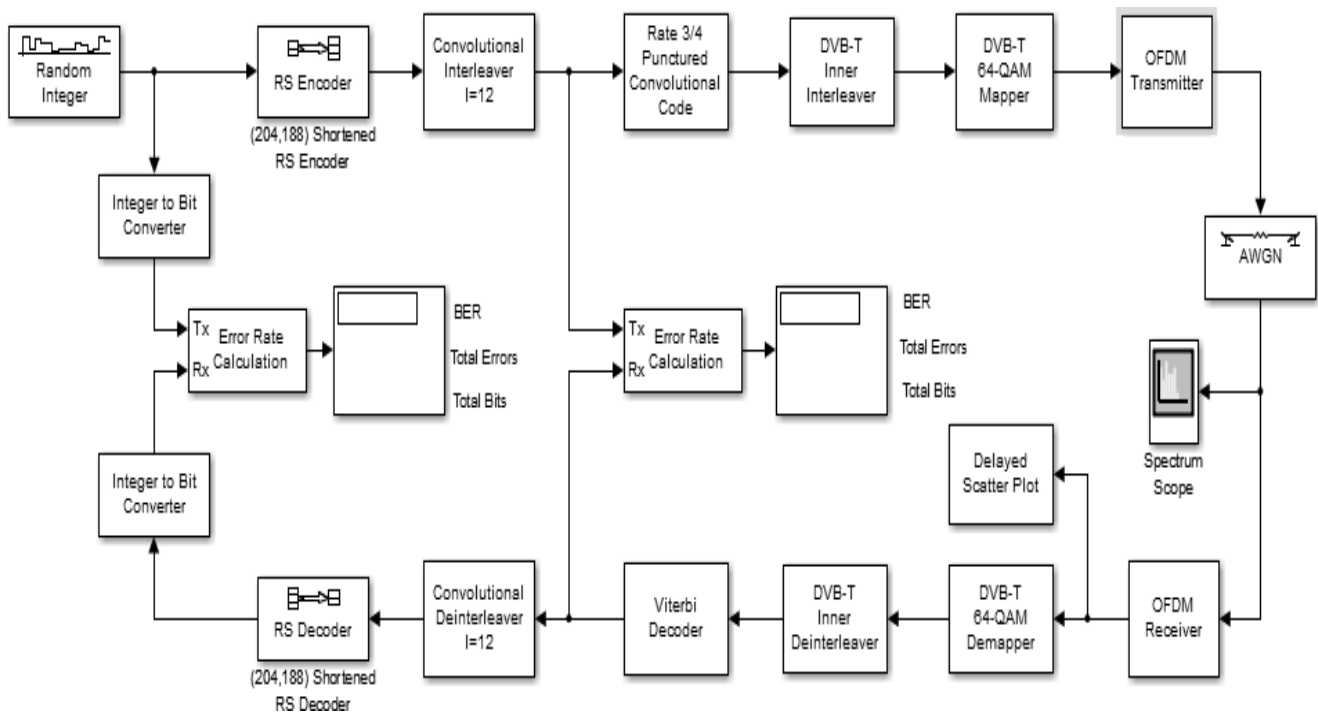 Random
Integer
RS Encoder
(204,188) Shortened
RS Encoder
Convolutional
Interleaver
I=12
Rate 3/4
Punctured
Convolutional
Code
DVB-T
Inner
Interleaver
DVB-T
64-QAM
Mapper
OFDM
Transmitter
Integer to Bit
Converter
AWGN
Tx
Rx
Error Rate
Calculation
BER
Total Errors
Total Bits
Tx
Rx
Error Rate
Calculation
BER
Total Errors
Total Bits
Spectrum
Scope
Delayed
Scatter Plot
Integer to Bit
Converter
RS Decoder
(204,188) Shortened
RS Decoder
Convolutional
Deinterleaver
I=12
Viterbi
Decoder
DVB-T
Inner
Deinterleaver
DVB-T
64-QAM
Demapper
OFDM
Receiver